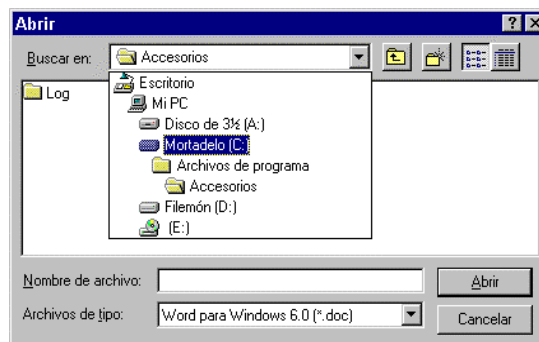 Abrir
Buscar en: Accesorios
Log
Escritorio
Mi PC
Disco de 3½ (A:)
Mortadelo (C:)
Archivos de programa
Accesorios
Filemón (D:)
(E:)
Nombre de archivo: Abrir
Archivos de tipo: Word para Windows 6.0 (*.doc) Cancelar